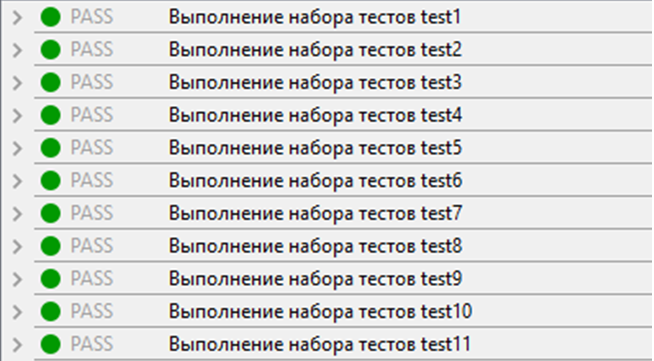 PASS Выполнение набора тестов test1
PASS Выполнение набора тестов test2
PASS Выполнение набора тестов test3
PASS Выполнение набора тестов test4
PASS Выполнение набора тестов test5
PASS Выполнение набора тестов test6
PASS Выполнение набора тестов test7
PASS Выполнение набора тестов test8
PASS Выполнение набора тестов test9
PASS Выполнение набора тестов test10
PASS Выполнение набора тестов test11